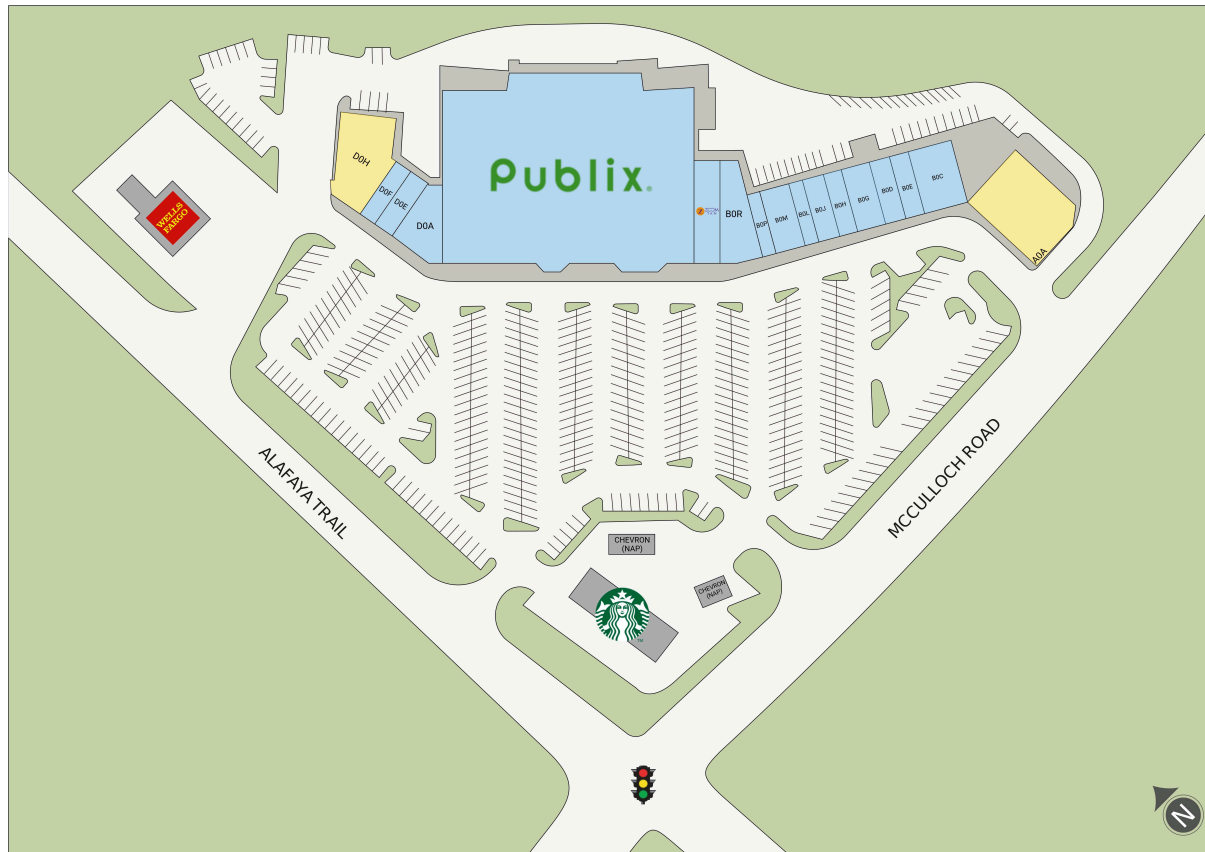 Publix.
D0H
D0F
D0E
D0A
B0R
B0P
B0M
B0L
B0J
B0H
B0G
B0D
B0E
B0C
A0A
WELLS
FARGO
ALAFAYA TRAIL
MCCULLOCH ROAD
CHEVRON
(NAP)
CHEVRON
(NAP)
TM
N